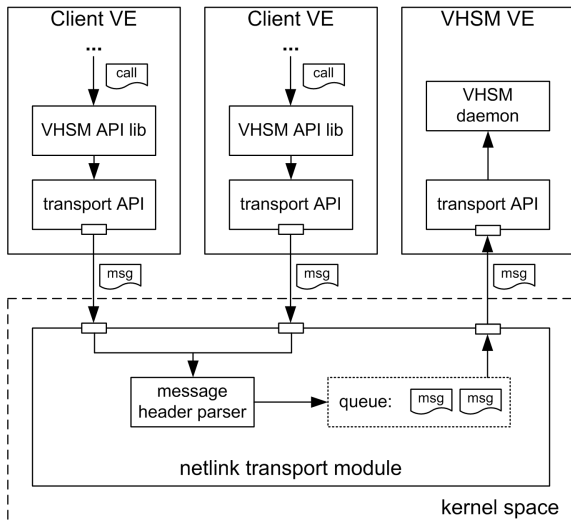 Client VE
Client VE
VHSM VE
...
...
call
call
VHSM API lib
VHSM API lib
VHSM
daemon
transport API
transport API
transport API
msg
msg
msg
message
header parser
queue:
msg
msg
netlink transport module
kernel space